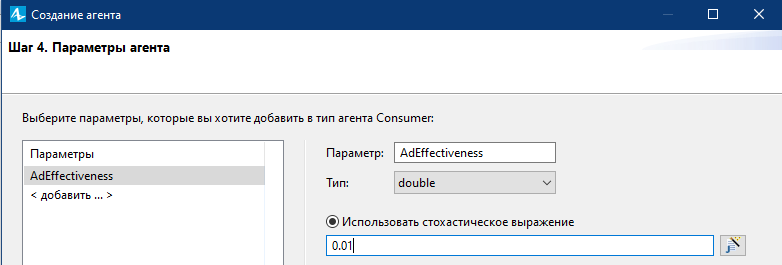 Создание агента
Шаг 4. Параметры агента
Выберите параметры, которые вы хотите добавить в тип агента Consumer:
Параметры
AdEffectiveness
< добавить ... >
Параметр: AdEffectiveness
Тип: double
Использовать стохастическое выражение
0.01